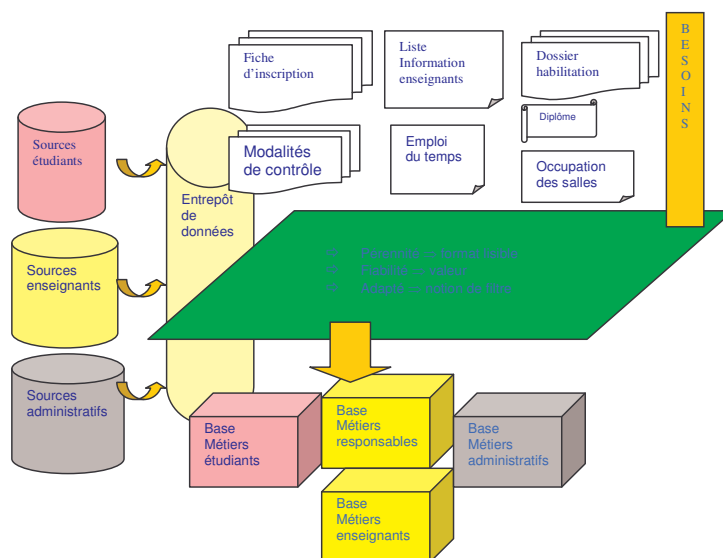 Fiche
d'inscription
Liste
Information
enseignants
Dossier
habilitation
BESOINS
Diplôme
Sources
étudiants
Modalités
de contrôle
Emploi
du temps
Occupation
des salles
Entrepôt
de
données
Sources
enseignants
Sources
administratifs
Base
Métiers
étudiants
Base
Métiers
responsables
Base
Métiers
administratifs
Base
Métiers
enseignants